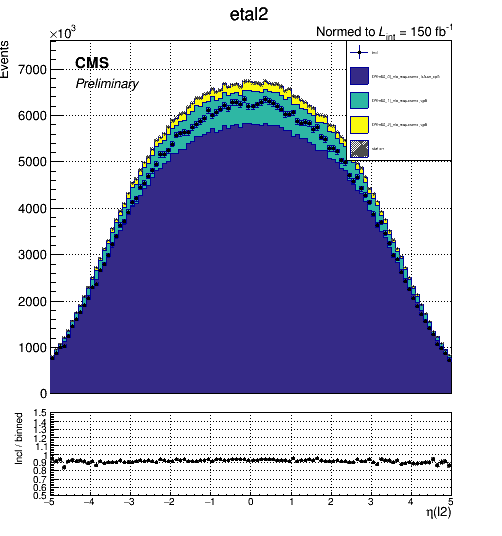 etal2
Normed to L_int = 150 fb^-1
×10^3
Events
CMS
Preliminary
7000
6000
5000
4000
3000
2000
1000
0
Incl / binned
1.5
1.4
1.3
1.2
1.1
1
0.9
0.8
0.7
0.6
0.5
−5 −4 −3 −2 −1 0 1 2 3 4 5
η(l2)